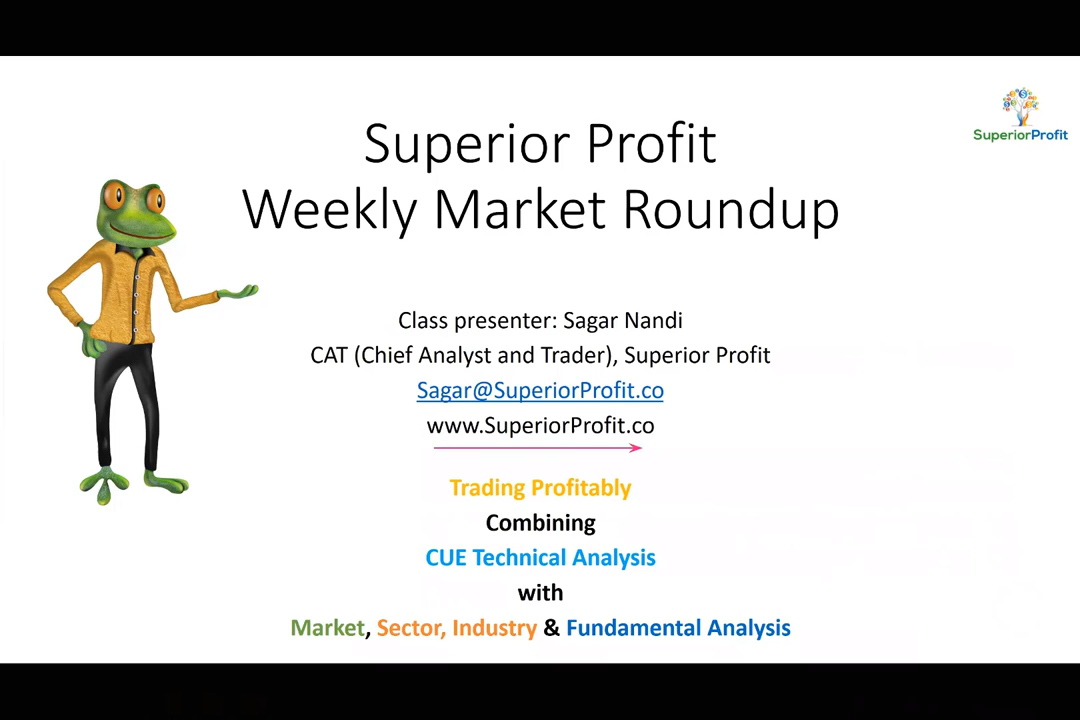 SuperiorProfit
Superior Profit
Weekly Market Roundup
Class presenter: Sagar Nandi
CAT (Chief Analyst and Trader), Superior Profit
Sagar@SuperiorProfit.co
www.SuperiorProfit.co
Trading Profitably
Combining
CUE Technical Analysis
with
Market, Sector, Industry & Fundamental Analysis